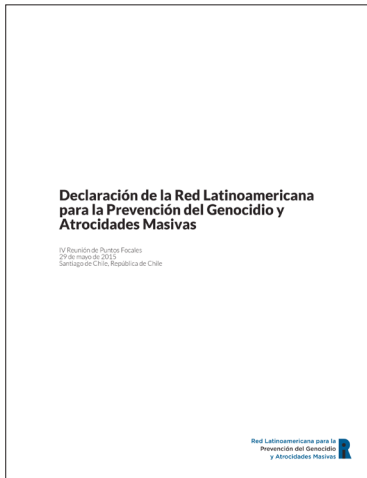 Declaración de la Red Latinoamericana
para la Prevención del Genocidio y
Atrocidades Masivas
IV Reunión de Puntos Focales
29 de mayo de 2015
Santiago de Chile, República de Chile
Red Latinoamericana para la
Prevención del Genocidio
y Atrocidades Masivas